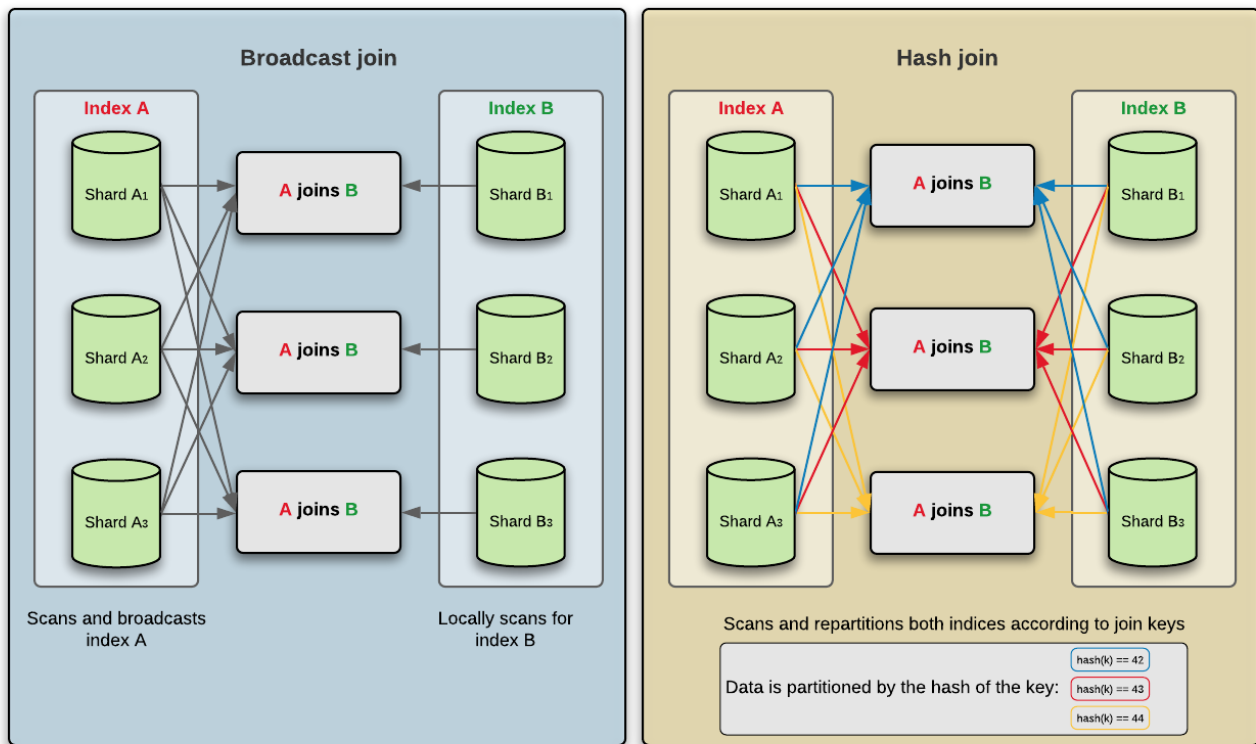 Broadcast join
Index A
Index B
Shard A1
A joins B
Shard B1
Shard A2
A joins B
Shard B2
Shard A3
A joins B
Shard B3
Scans and broadcasts
index A
Locally scans for
index B
Hash join
Index A
Index B
Shard A1
A joins B
Shard B1
Shard A2
A joins B
Shard B2
Shard A3
A joins B
Shard B3
Scans and repartitions both indices according to join keys
Data is partitioned by the hash of the key:
hash(k) == 42
hash(k) == 43
hash(k) == 44